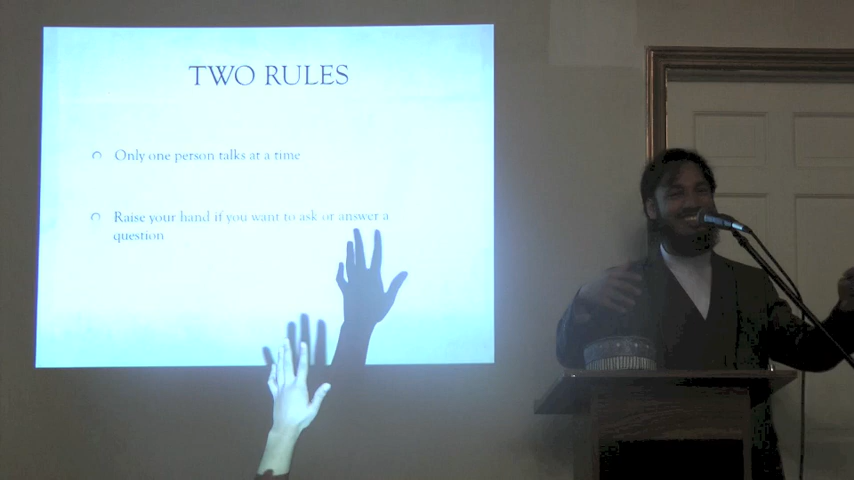 TWO RULES
Only one person talks at a time
Raise your hand if you want to ask or answer a
question